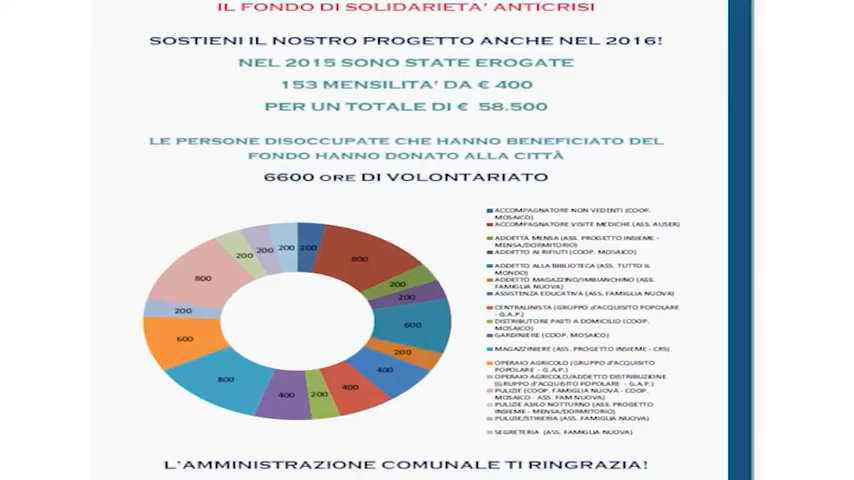 IL FONDO DI SOLIDARIETA' ANTICRISI
SOSTIENI IL NOSTRO PROGETTO ANCHE NEL 2016!
NEL 2015 SONO STATE EROGATE
153 MENSILITA' DA € 400
PER UN TOTALE DI € 58.500
LE PERSONE DISOCCUPATE CHE HANNO BENEFICIATO DEL
FONDO HANNO DONATO ALLA CITTÀ
6600 ORE DI VOLONTARIATO
200
800
200
200
600
200
400
400
200
400
800
600
200
800
200
200
200
ACCOMPAGNATORE NON VEDENTI (COOP.
MOSAICO)
ACCOMPAGNATORE VISITE MEDICHE (ASS. AUSER)
ADDETTA MENSA (ASS. PROGETTO INSIEME -
MENSA/DORMITORIO)
ADDETTO AI RIFIUTI (COOP. MOSAICO)
ADDETTO ALLA BIBLIOTECA (ASS. TUTTO IL
MONDO)
ADDETTO MAGAZZINO/IMBIANCHINO (ASS.
FAMIGLIA NUOVA)
ASSISTENZA EDUCATIVA (ASS. FAMIGLIA NUOVA)
CENTRALINISTA (GRUPPO d'ACQUISTO POPOLARE
- G.A.P.)
DISTRIBUTORE PASTI A DOMICILIO (COOP.
MOSAICO)
GARDINIERE (COOP. MOSAICO)
MAGAZZINIERE (ASS. PROGETTO INSIEME - CRS)
OPERAIO AGRICOLO (GRUPPO d'ACQUISITO
POPOLARE - G.A.P.)
OPERAIO AGRICOLO/ADDETTO DISTRIBUZIONE
(GRUPPO d'ACQUISITO POPOLARE - G.A.P.)
PULIZIE (COOP. FAMIGLIA NUOVA - COOP.
MOSAICO - ASS. FAM NUOVA)
PULIZIE ASILO NOTTURNO (ASS. PROGETTO
INSIEME - MENSA/DORMITORIO)
PULIZIE/STIRERIA (ASS. FAMIGLIA NUOVA)
SEGRETERIA (ASS. FAMIGLIA NUOVA)
L'AMMINISTRAZIONE COMUNALE TI RINGRAZIA!